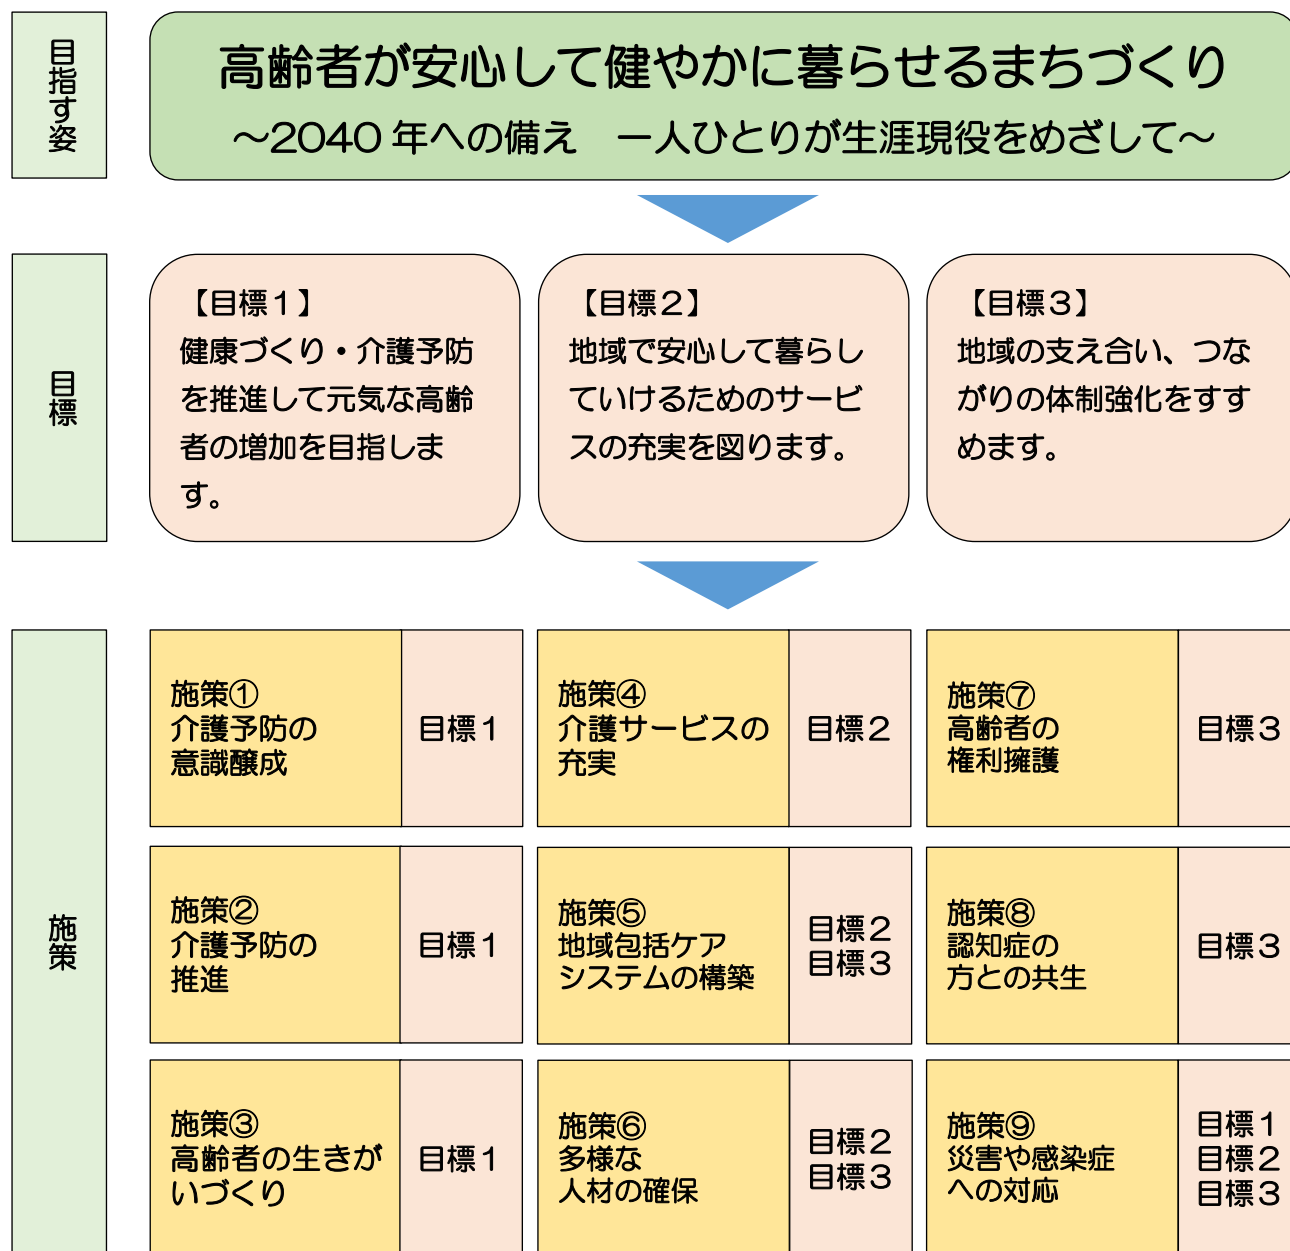 目指す姿
高齢者が安心して健やかに暮らせるまちづくり
～2040年への備え　一人ひとりが生涯現役をめざして～
目標
【目標１】
健康づくり・介護予防
を推進して元気な高齢
者の増加を目指しま
す。
【目標２】
地域で安心して暮らし
ていけるためのサービ
スの充実を図ります。
【目標３】
地域の支え合い、つな
がりの体制強化をすす
めます。
施策
施策①
介護予防の
意識醸成
目標１
施策④
介護サービスの
充実
目標２
施策⑦
高齢者の
権利擁護
目標３
施策②
介護予防の
推進
目標１
施策⑤
地域包括ケア
システムの構築
目標２
目標３
施策⑧
認知症の
方との共生
目標３
施策③
高齢者の生きが
いづくり
目標１
施策⑥
多様な
人材の確保
目標２
目標３
施策⑨
災害や感染症
への対応
目標１
目標２
目標３